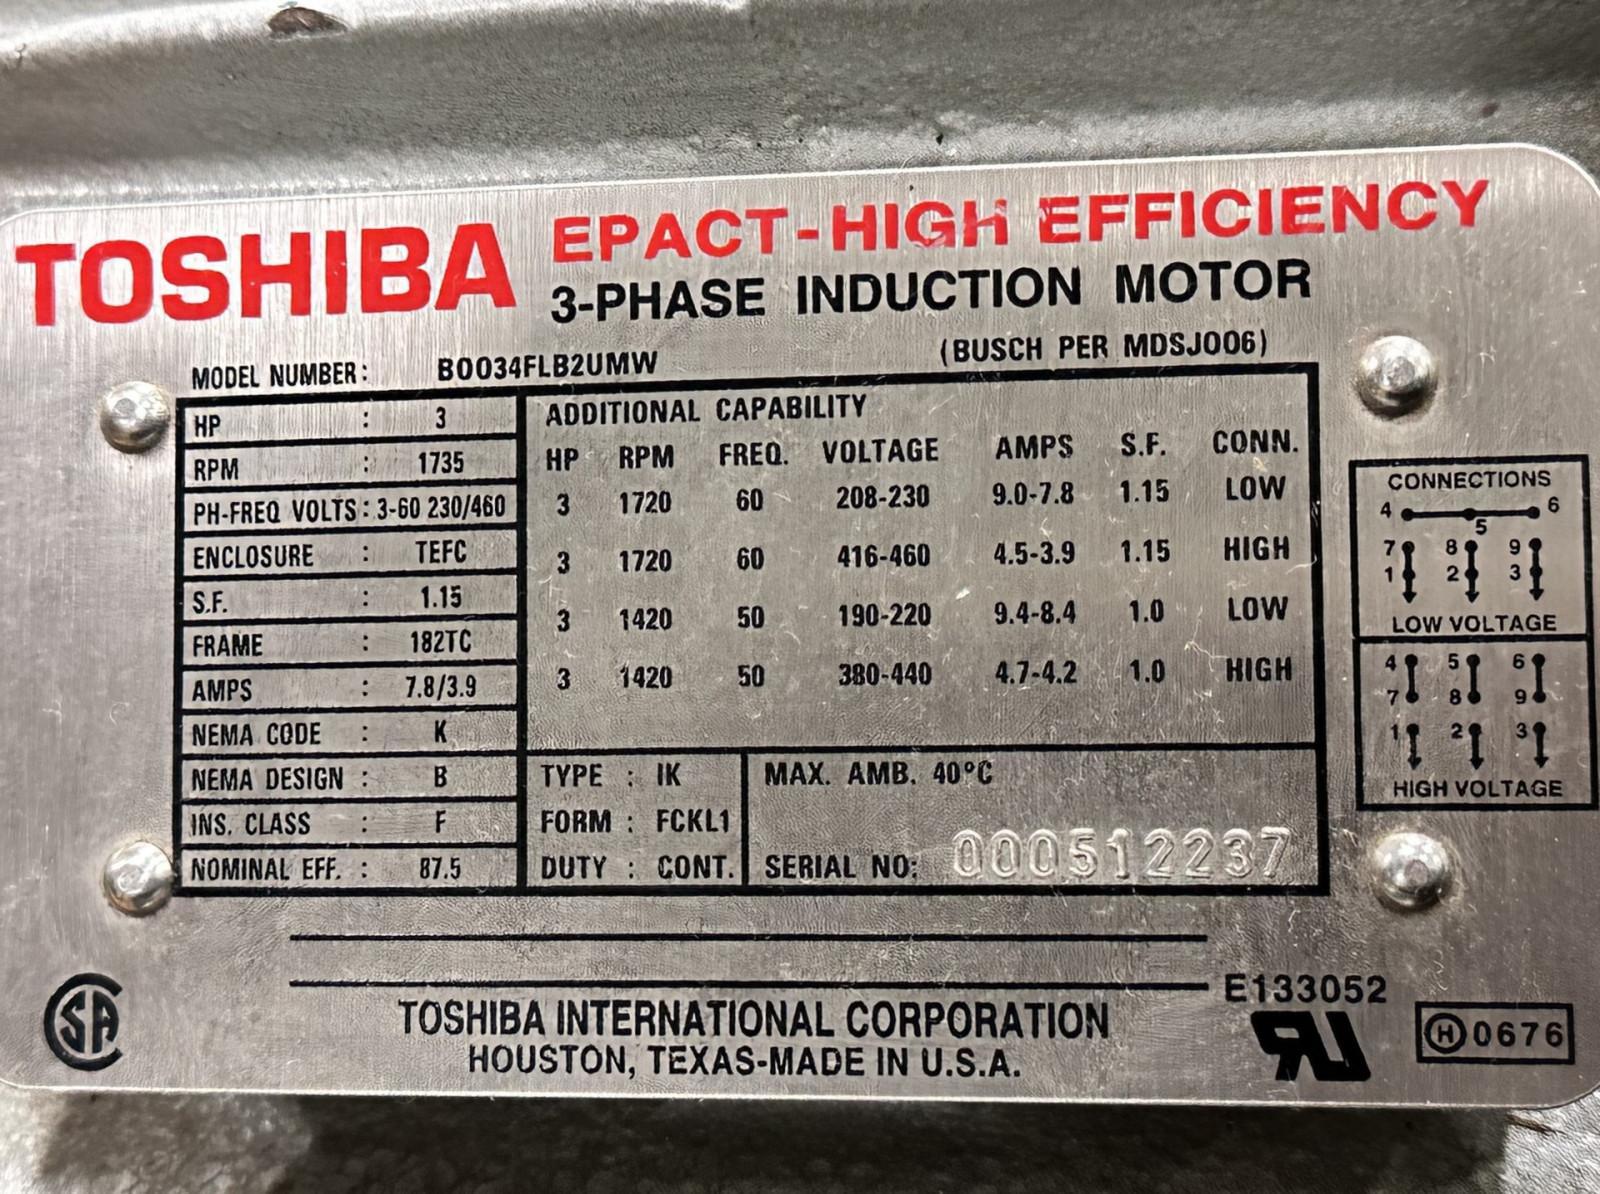 TOSHIBA EPACT-HIGH EFFICIENCY
3-PHASE INDUCTION MOTOR
MODEL NUMBER: B0034FLB2UMW (BUSCH PER MDSJ006)
HP : 3
RPM : 1735
PH-FREQ VOLTS: 3-60 230/460
ENCLOSURE : TEFC
S.F. : 1.15
FRAME : 182TC
AMPS : 7.8/3.9
NEMA CODE : K
NEMA DESIGN : B
INS. CLASS : F
NOMINAL EFF. : 87.5
ADDITIONAL CAPABILITY
HP RPM FREQ. VOLTAGE AMPS S.F. CONN.
3 1720 60 208-230 9.0-7.8 1.15 LOW
3 1720 60 416-460 4.5-3.9 1.15 HIGH
3 1420 50 190-220 9.4-8.4 1.0 LOW
3 1420 50 380-440 4.7-4.2 1.0 HIGH
TYPE : IK
FORM : FCKL1
DUTY : CONT.
MAX. AMB. 40°C
SERIAL NO: 000512237
CONNECTIONS
4 5 6
7 8 9
1 2 3
LOW VOLTAGE
4 5 6
7 8 9
1 2 3
HIGH VOLTAGE
SA
TOSHIBA INTERNATIONAL CORPORATION
HOUSTON, TEXAS-MADE IN U.S.A.
E133052
RU
H 0676